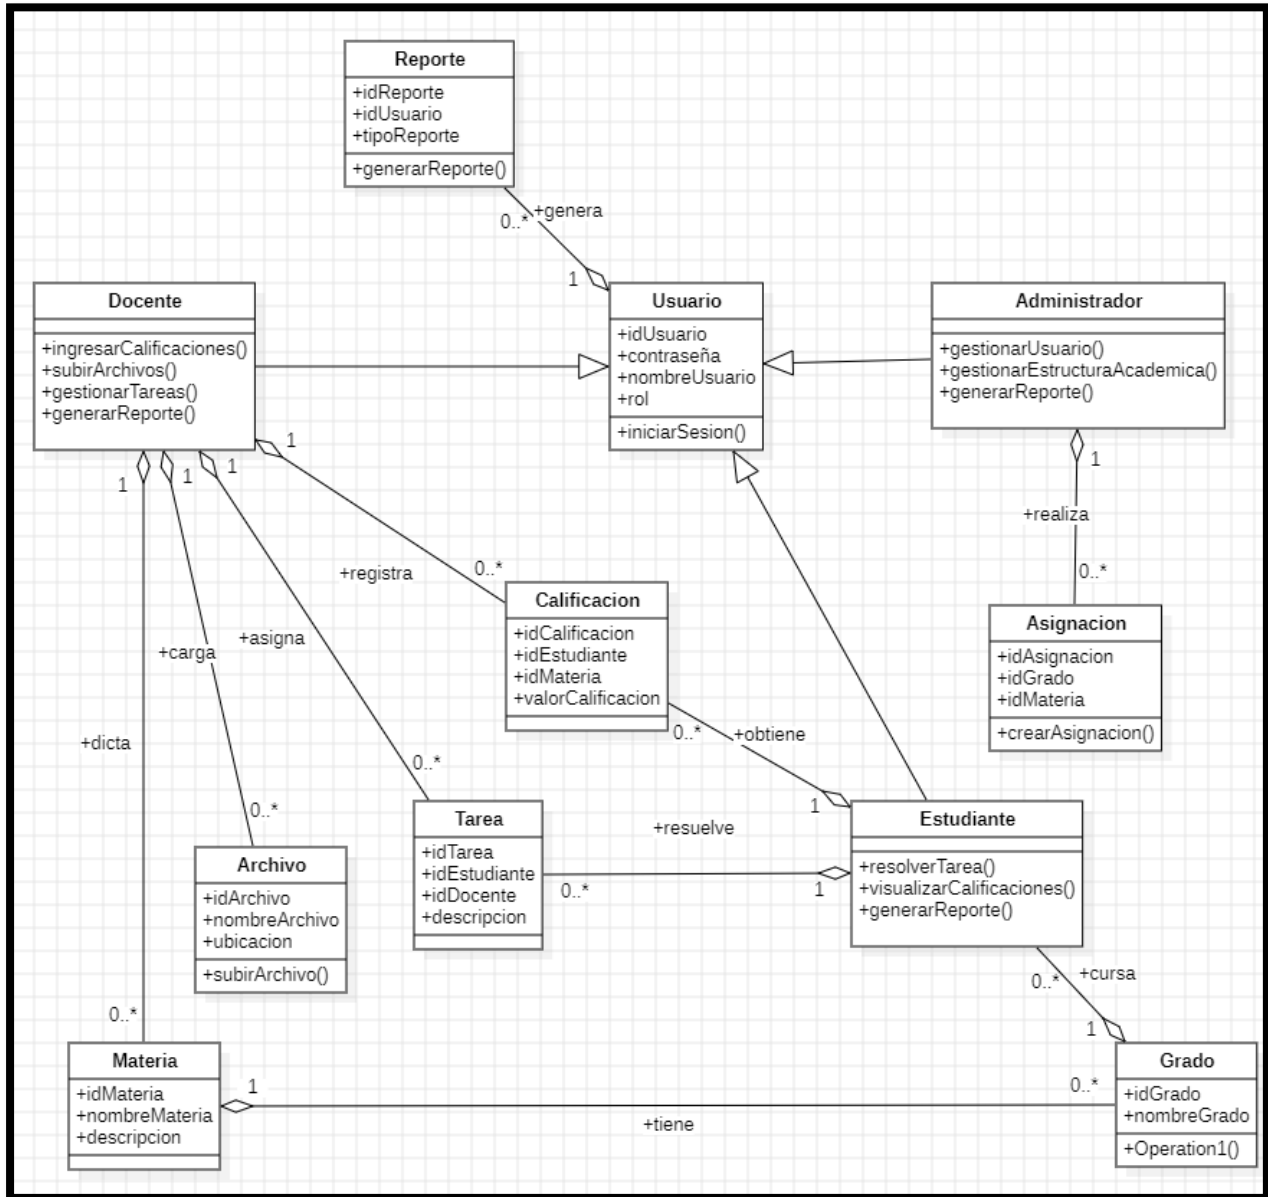 Reporte
+idReporte
+idUsuario
+tipoReporte
+generarReporte()
0..*
+genera
1
Docente
+ingresarCalificaciones()
+subirArchivos()
+gestionarTareas()
+generarReporte()
Usuario
+idUsuario
+contraseña
+nombreUsuario
+rol
+iniciarSesion()
Administrador
+gestionarUsuario()
+gestionarEstructuraAcademica()
+generarReporte()
1
1
1
1
1
+realiza
0..*
+registra
0..*
+asigna
+carga
+dicta
0..*
0..*
0..*
Calificacion
+idCalificacion
+idEstudiante
+idMateria
+valorCalificacion
0..*
+obtiene
1
Asignacion
+idAsignacion
+idGrado
+idMateria
+crearAsignacion()
Archivo
+idArchivo
+nombreArchivo
+ubicacion
+subirArchivo()
Tarea
+idTarea
+idEstudiante
+idDocente
+descripcion
+resuelve
0..*
1
Estudiante
+resolverTarea()
+visualizarCalificaciones()
+generarReporte()
0..*
+cursa
1
Materia
+idMateria
+nombreMateria
+descripcion
1
+tiene
0..*
Grado
+idGrado
+nombreGrado
+Operation1()